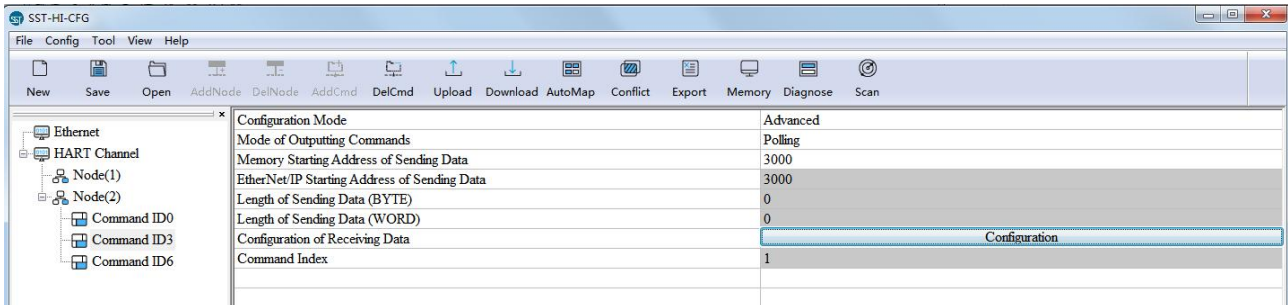 SST-HI-CFG
File Config Tool View Help
New Save Open AddNode DelNode AddCmd DelCmd Upload Download AutoMap Conflict Export Memory Diagnose Scan
Ethernet
HART Channel
Node(1)
Node(2)
Command ID0
Command ID3
Command ID6
Configuration Mode Advanced
Mode of Outputting Commands Polling
Memory Starting Address of Sending Data 3000
EtherNet/IP Starting Address of Sending Data 3000
Length of Sending Data (BYTE) 0
Length of Sending Data (WORD) 0
Configuration of Receiving Data Configuration
Command Index 1